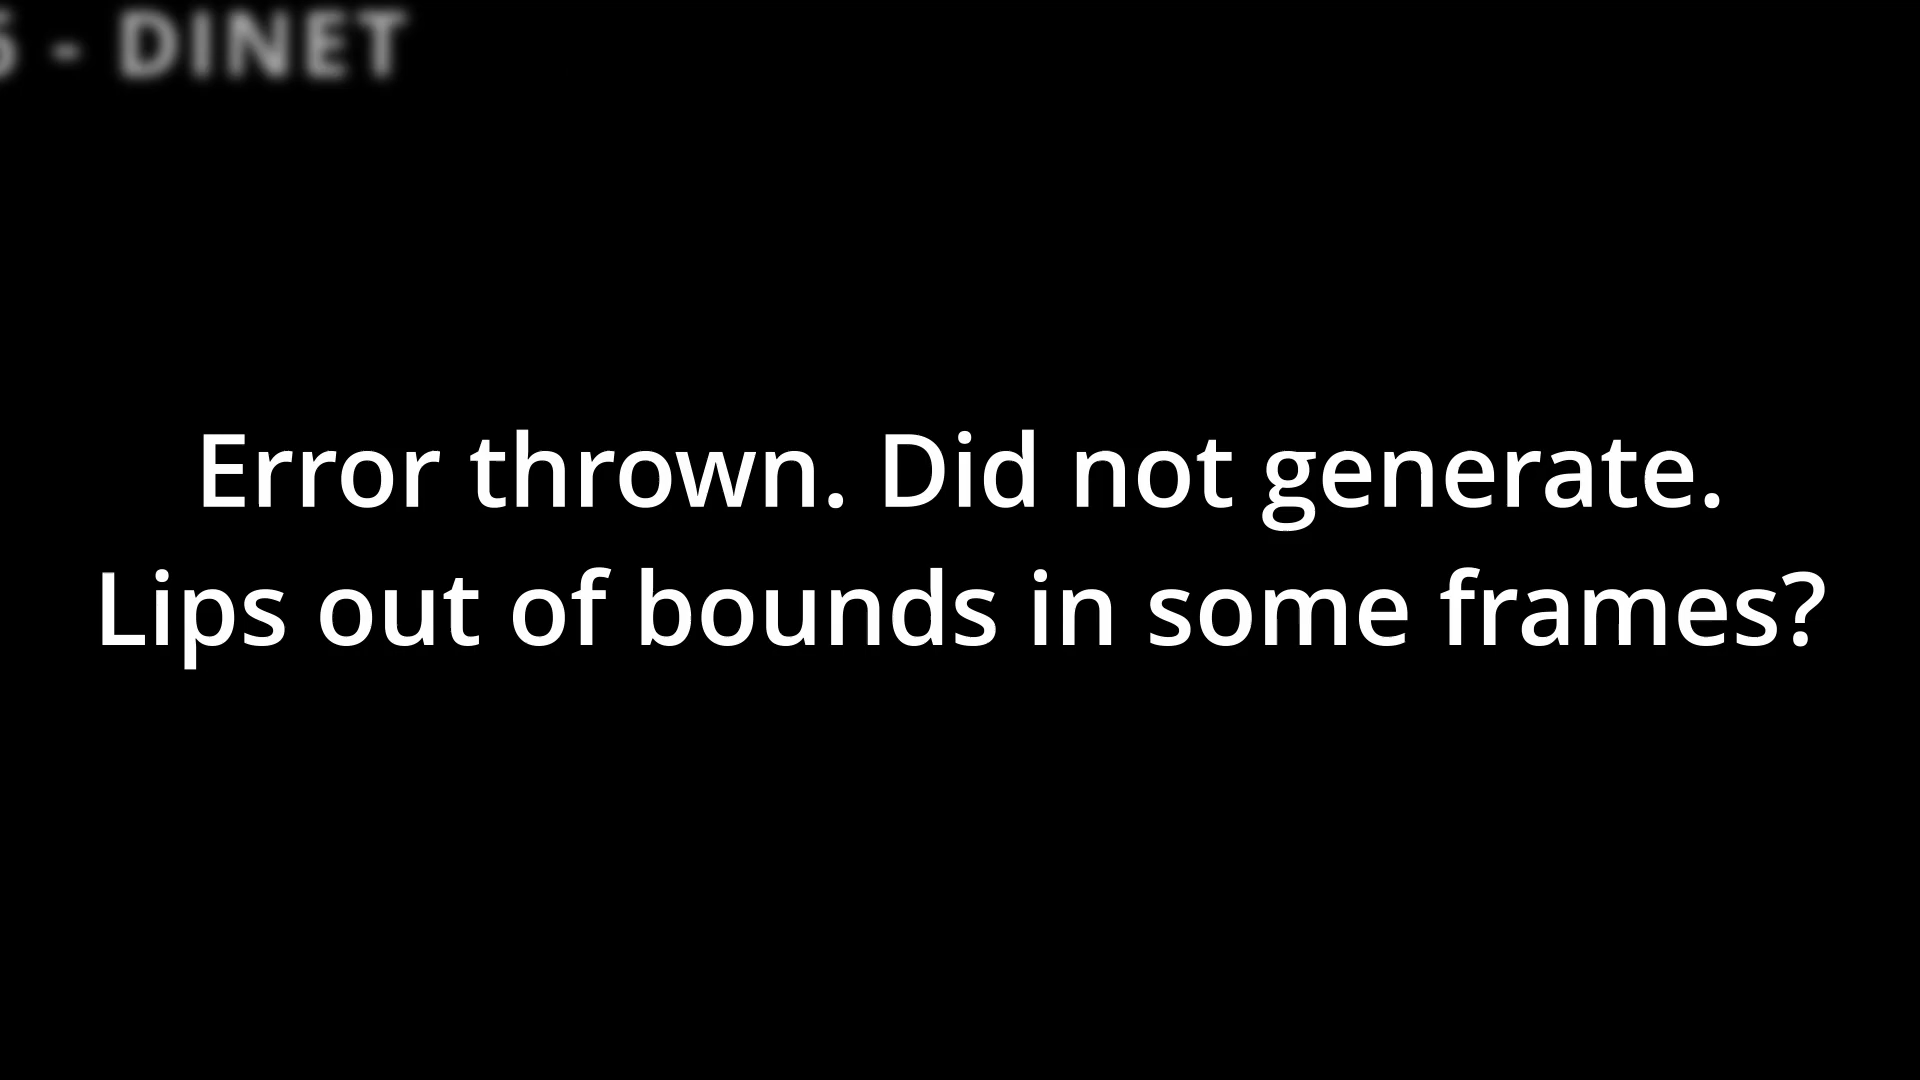 - DINET
Error thrown. Did not generate.
Lips out of bounds in some frames?